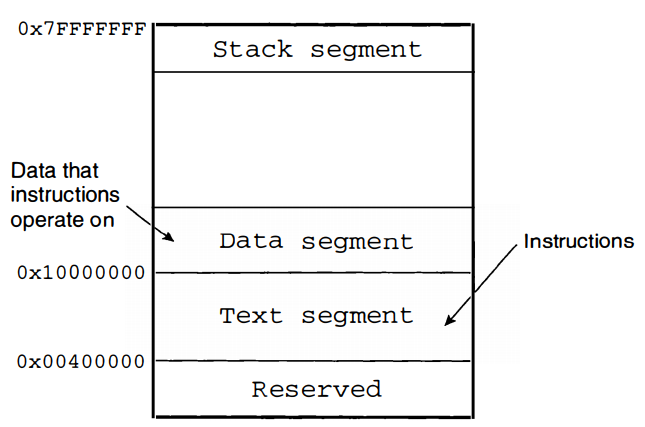 0x7FFFFFFF
Stack segment
Data that
instructions
operate on
Data segment
Instructions
0x10000000
Text segment
0x00400000
Reserved